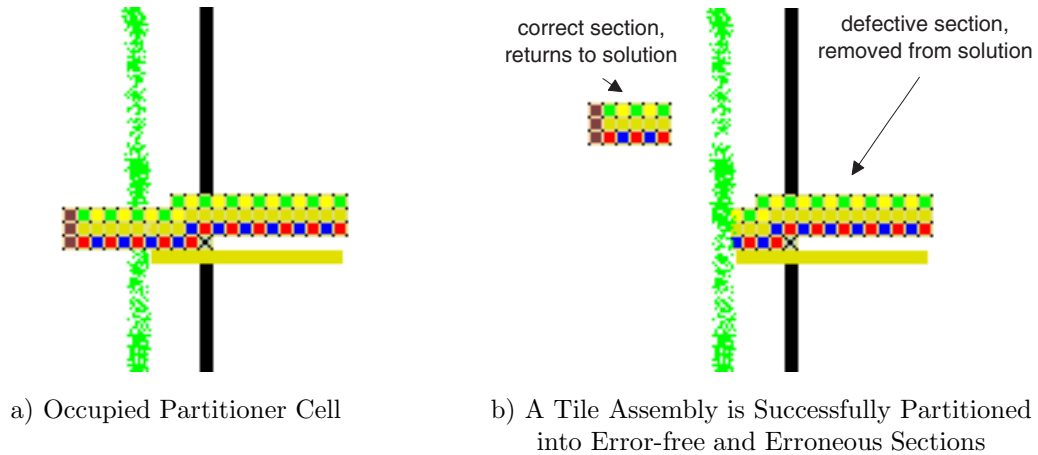 correct section,
returns to solution
defective section,
removed from solution
a) Occupied Partitioner Cell
b) A Tile Assembly is Successfully Partitioned
into Error-free and Erroneous Sections